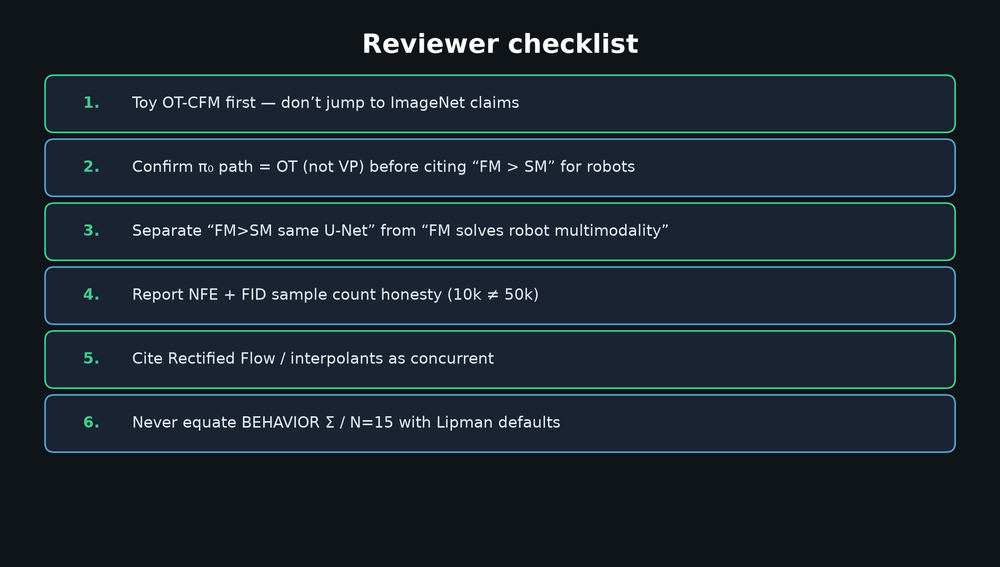 Reviewer checklist
1. Toy OT-CFM first — don’t jump to ImageNet claims
2. Confirm π₀ path = OT (not VP) before citing “FM > SM” for robots
3. Separate “FM>SM same U-Net” from “FM solves robot multimodality”
4. Report NFE + FID sample count honesty (10k ≠ 50k)
5. Cite Rectified Flow / interpolants as concurrent
6. Never equate BEHAVIOR Σ / N=15 with Lipman defaults